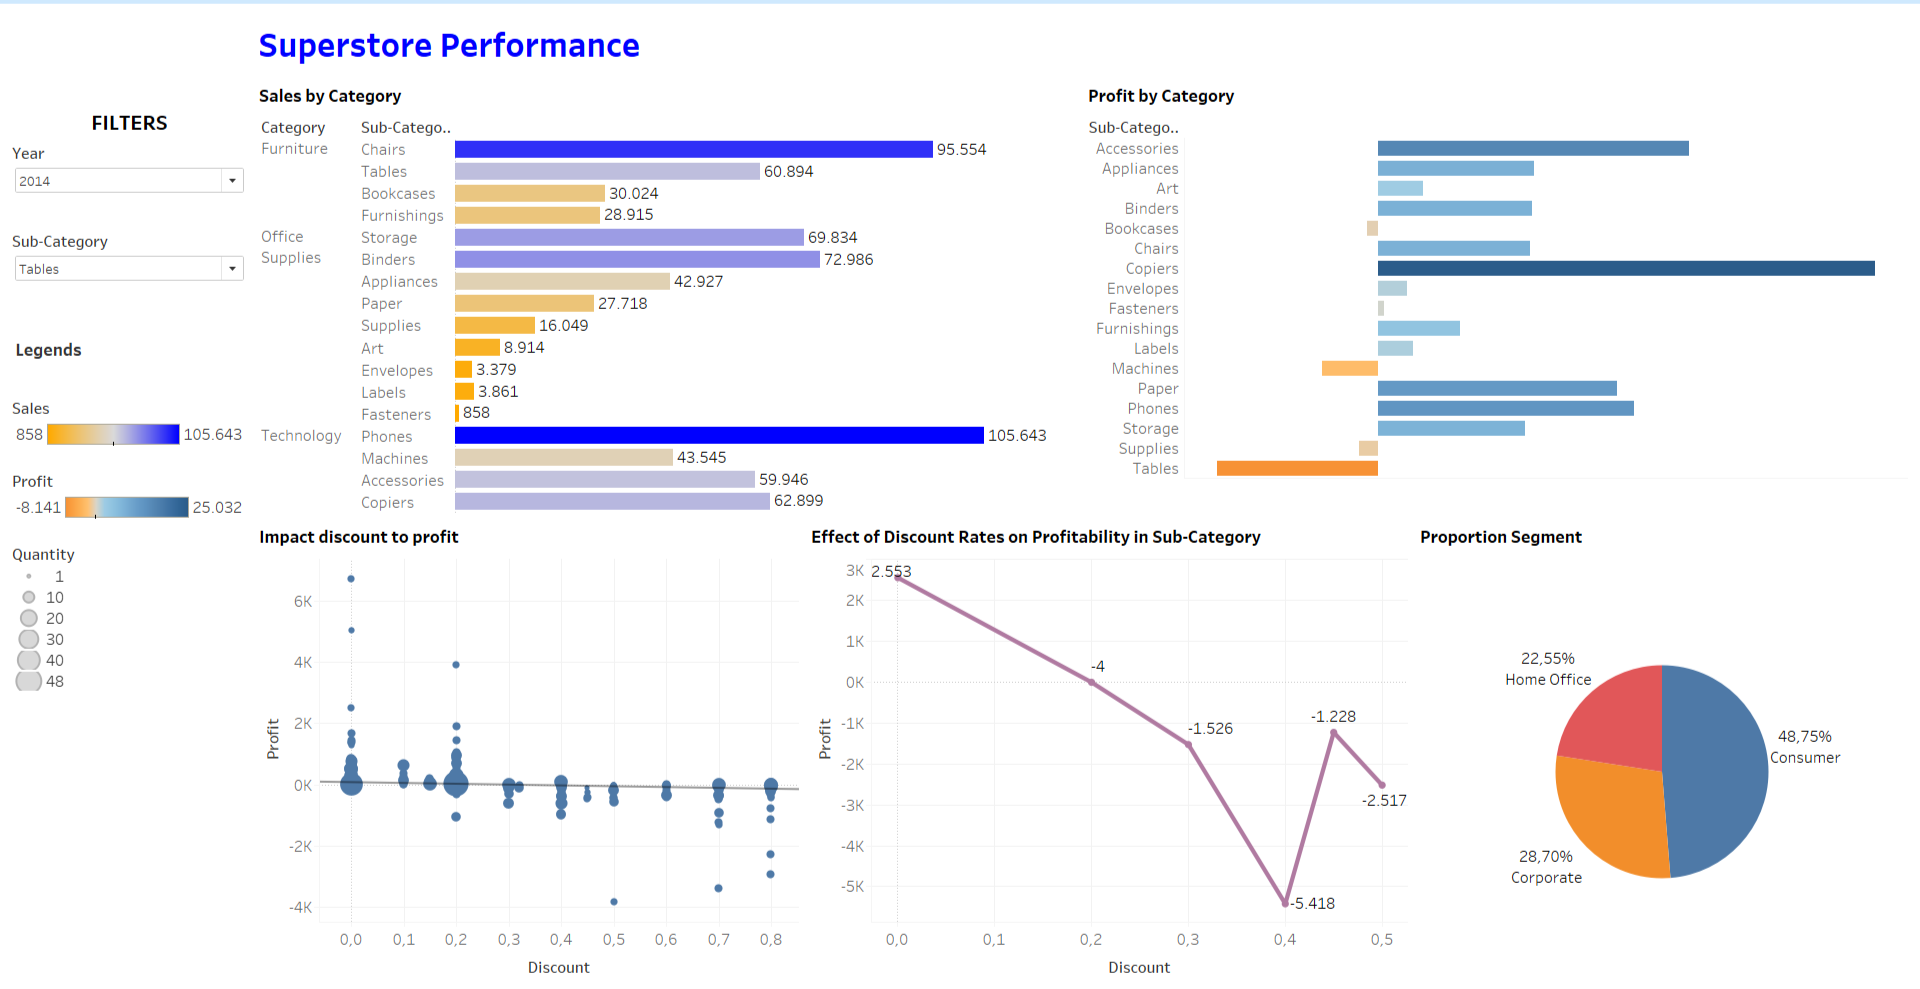 Superstore Performance
FILTERS
Year
2014
Sub-Category
Tables
Legends
Sales
858 105.643
Profit
-8.141 25.032
Quantity
1
10
20
30
40
48
Sales by Category
Category Sub-Catego..
Furniture Chairs 95.554
Tables 60.894
Bookcases 30.024
Furnishings 28.915
Office Storage 69.834
Supplies Binders 72.986
Appliances 42.927
Paper 27.718
Supplies 16.049
Art 8.914
Envelopes 3.379
Labels 3.861
Fasteners 858
Technology Phones 105.643
Machines 43.545
Accessories 59.946
Copiers 62.899
Profit by Category
Sub-Catego..
Accessories
Appliances
Art
Binders
Bookcases
Chairs
Copiers
Envelopes
Fasteners
Furnishings
Labels
Machines
Paper
Phones
Storage
Supplies
Tables
Impact discount to profit
Profit
6K
4K
2K
0K
-2K
-4K
0,0 0,1 0,2 0,3 0,4 0,5 0,6 0,7 0,8
Discount
Effect of Discount Rates on Profitability in Sub-Category
Profit
3K
2K
1K
0K
-1K
-2K
-3K
-4K
-5K
2.553
-4
-1.526
-5.418
-1.228
-2.517
0,0 0,1 0,2 0,3 0,4 0,5
Discount
Proportion Segment
22,55%
Home Office
48,75%
Consumer
28,70%
Corporate